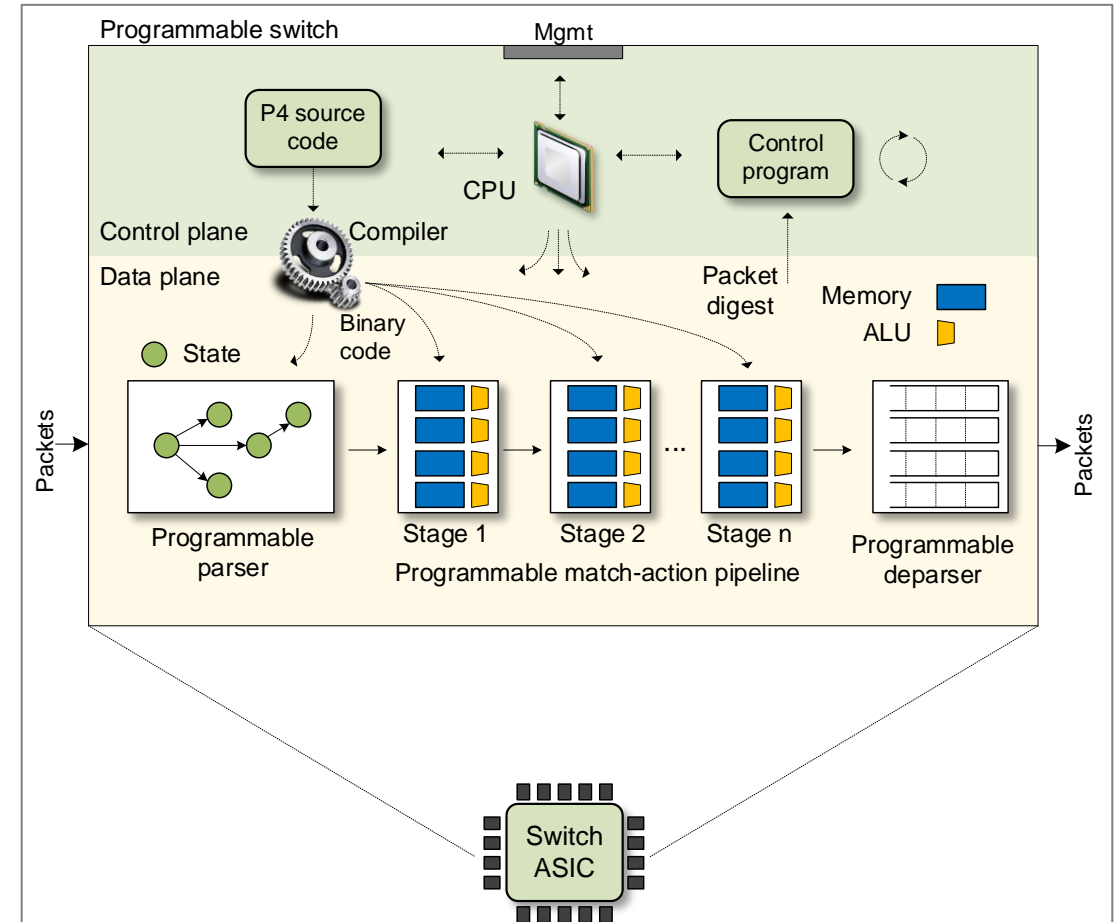 Programmable switch
Mgmt
P4 source
code
CPU
Control
program
Control plane
Compiler
Data plane
Packet
digest
Memory
ALU
Binary
code
State
Packets
Packets
...
Stage 1
Stage 2
Stage n
Programmable
parser
Programmable match-action pipeline
Programmable
deparser
Switch
ASIC